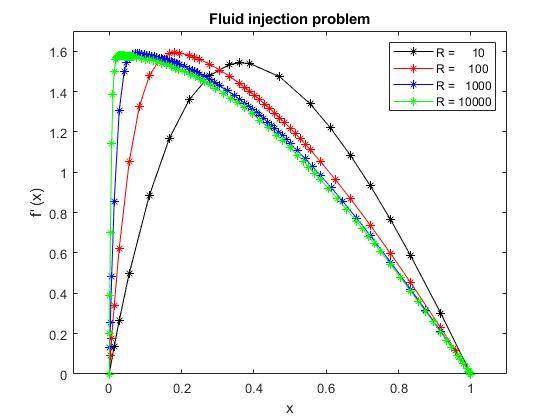 Fluid injection problem
R = 10
R = 100
R = 1000
R = 10000
f' (x)
1.6
1.4
1.2
1
0.8
0.6
0.4
0.2
0
0 0.2 0.4 0.6 0.8 1
x